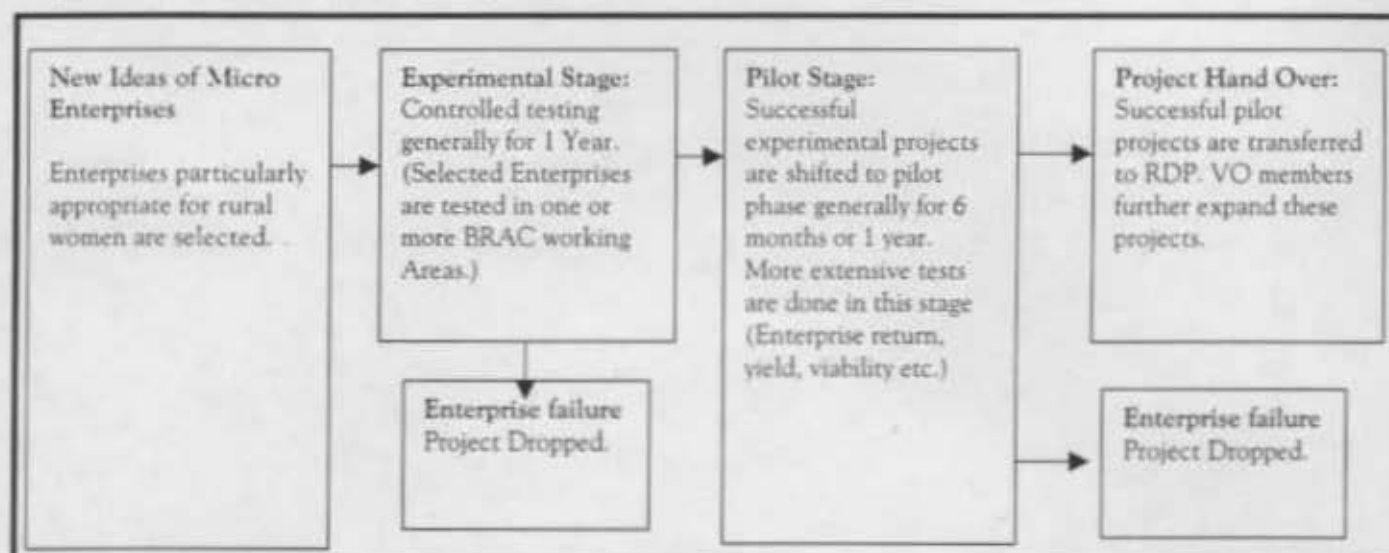 New Ideas of Micro
Enterprises
Enterprises particularly
appropriate for rural
women are selected.
Experimental Stage:
Controlled testing
generally for 1 Year.
(Selected Enterprises
are tested in one or
more BRAC working
Areas.)
Enterprise failure
Project Dropped.
Pilot Stage:
Successful
experimental projects
are shifted to pilot
phase generally for 6
months or 1 year.
More extensive tests
are done in this stage
(Enterprise return,
yield, viability etc.)
Project Hand Over:
Successful pilot
projects are transferred
to RDP. VO members
further expand these
projects.
Enterprise failure
Project Dropped.